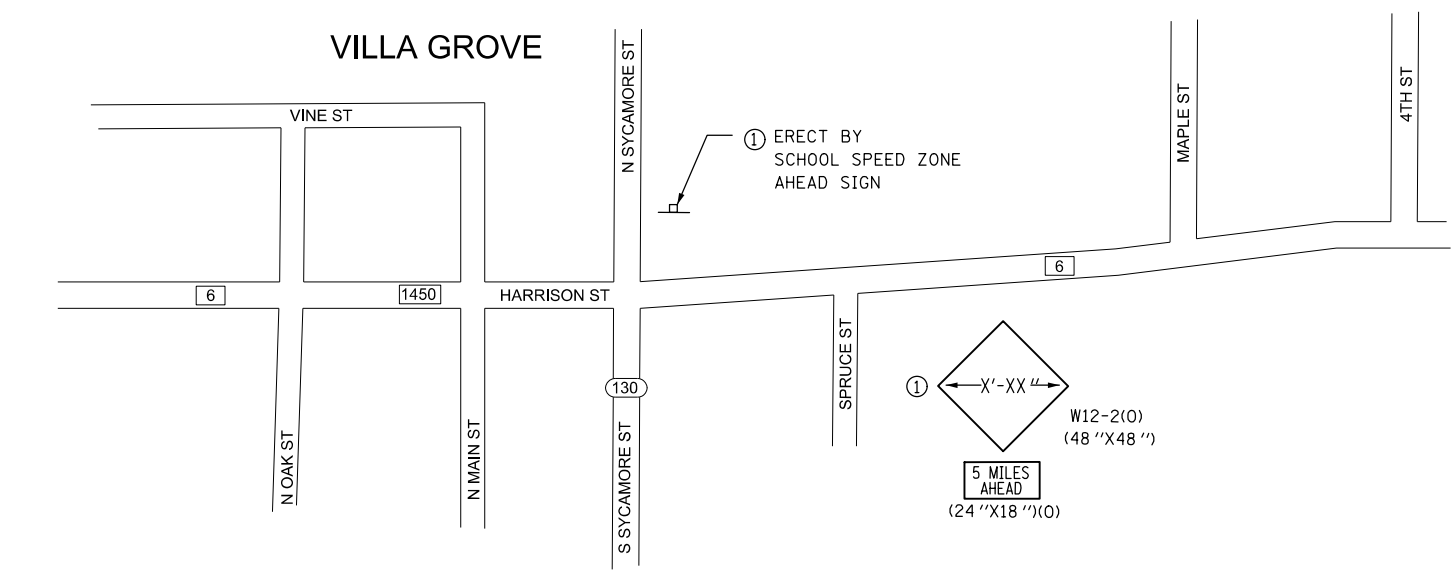 VILLA GROVE
VINE ST
N SYCAMORE ST
① ERECT BY
SCHOOL SPEED ZONE
AHEAD SIGN
MAPLE ST
4TH ST
6
1450
HARRISON ST
6
130
SPRUCE ST
N OAK ST
N MAIN ST
S SYCAMORE ST
①
X'-XX"
W12-2(O)
(48"X48")
5 MILES
AHEAD
(24"X18")(O)